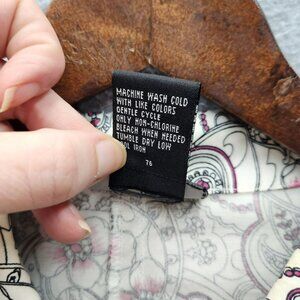 MACHINE WASH COLD
WITH LIKE COLORS
GENTLE CYCLE
ONLY NON-CHLORINE
BLEACH WHEN NEEDED
TUMBLE DRY LOW
IRON
76